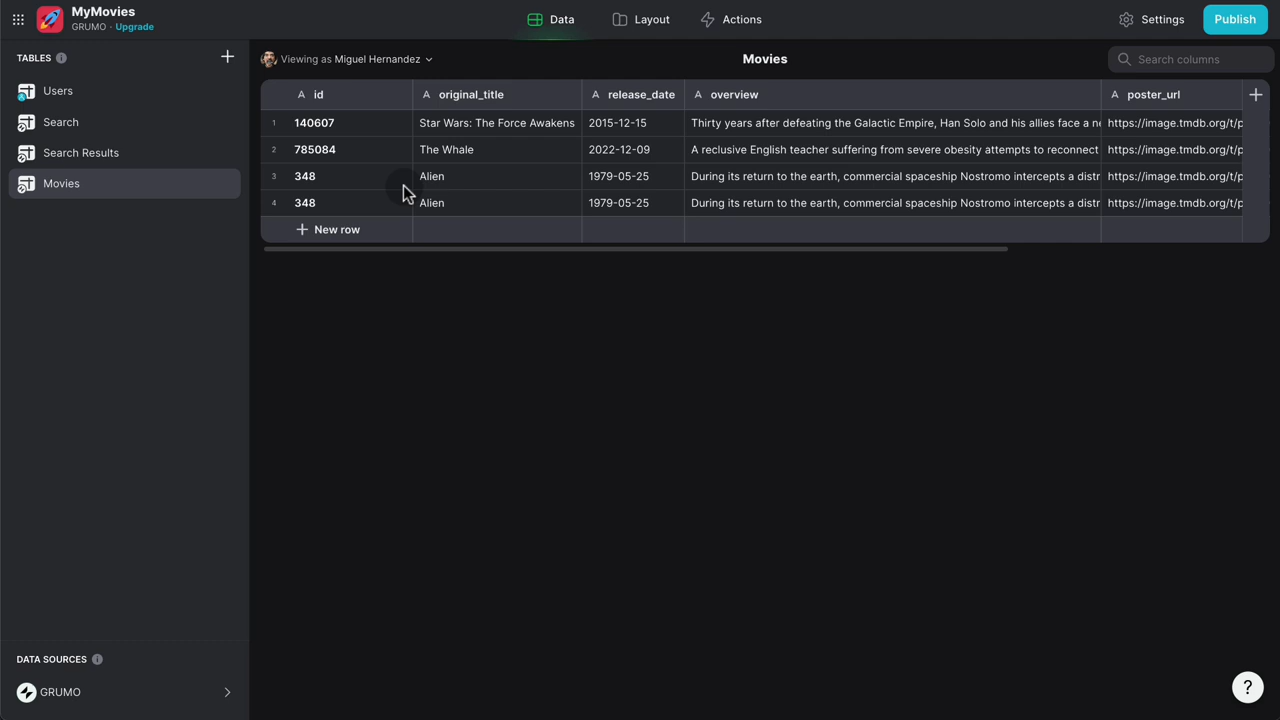 MyMovies
GRUMO · Upgrade
Data
Layout
Actions
Settings
Publish
TABLES
Users
Search
Search Results
Movies
Viewing as Miguel Hernandez
Movies
Search columns
id original_title release_date overview poster_url
1 140607 Star Wars: The Force Awakens 2015-12-15 Thirty years after defeating the Galactic Empire, Han Solo and his allies face a https://image.tmdb.org/t/p
2 785084 The Whale 2022-12-09 A reclusive English teacher suffering from severe obesity attempts to reconnect https://image.tmdb.org/t/p
3 348 Alien 1979-05-25 During its return to the earth, commercial spaceship Nostromo intercepts a distr https://image.tmdb.org/t/p
4 348 Alien 1979-05-25 During its return to the earth, commercial spaceship Nostromo intercepts a distr https://image.tmdb.org/t/p
+ New row
DATA SOURCES
GRUMO
?